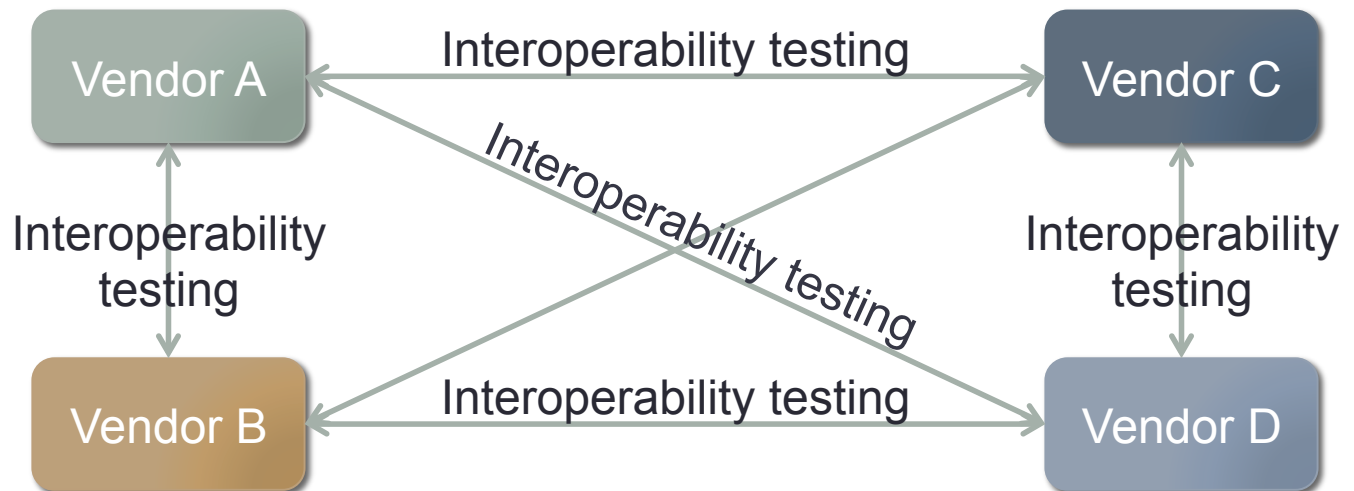 Interoperability testing
Vendor A
Vendor C
Interoperability testing
Interoperability
testing
Interoperability
testing
Interoperability testing
Vendor B
Vendor D